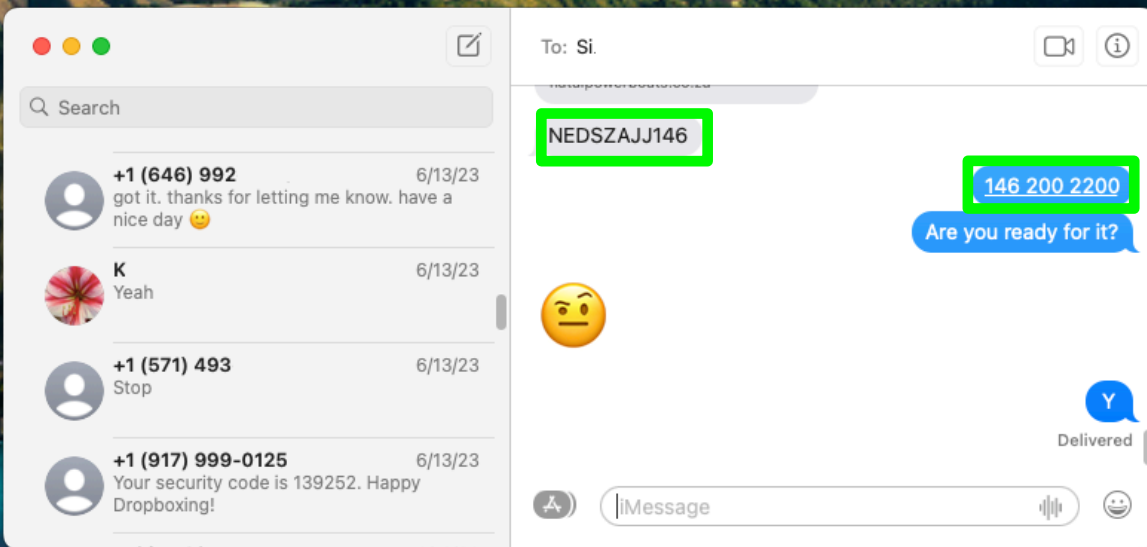 Search
+1 (646) 992
6/13/23
got it. thanks for letting me know. have a
nice day
K
6/13/23
Yeah
+1 (571) 493
6/13/23
Stop
+1 (917) 999-0125
6/13/23
Your security code is 139252. Happy
Dropboxing!
To: Si.
NEDSZAJJ146
146 200 2200
Are you ready for it?
Y
Delivered
iMessage